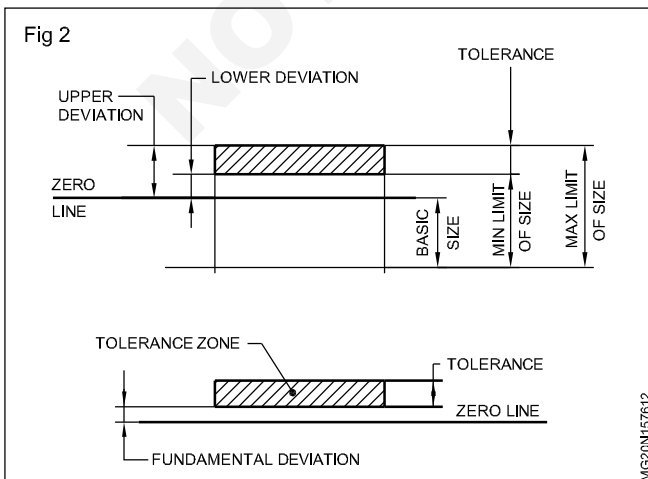 Fig 2
TOLERANCE
LOWER DEVIATION
UPPER
DEVIATION
ZERO
LINE
BASIC
SIZE
MIN LIMIT
OF SIZE
MAX LIMIT
OF SIZE
TOLERANCE ZONE
TOLERANCE
ZERO LINE
FUNDAMENTAL DEVIATION
MG20N157612